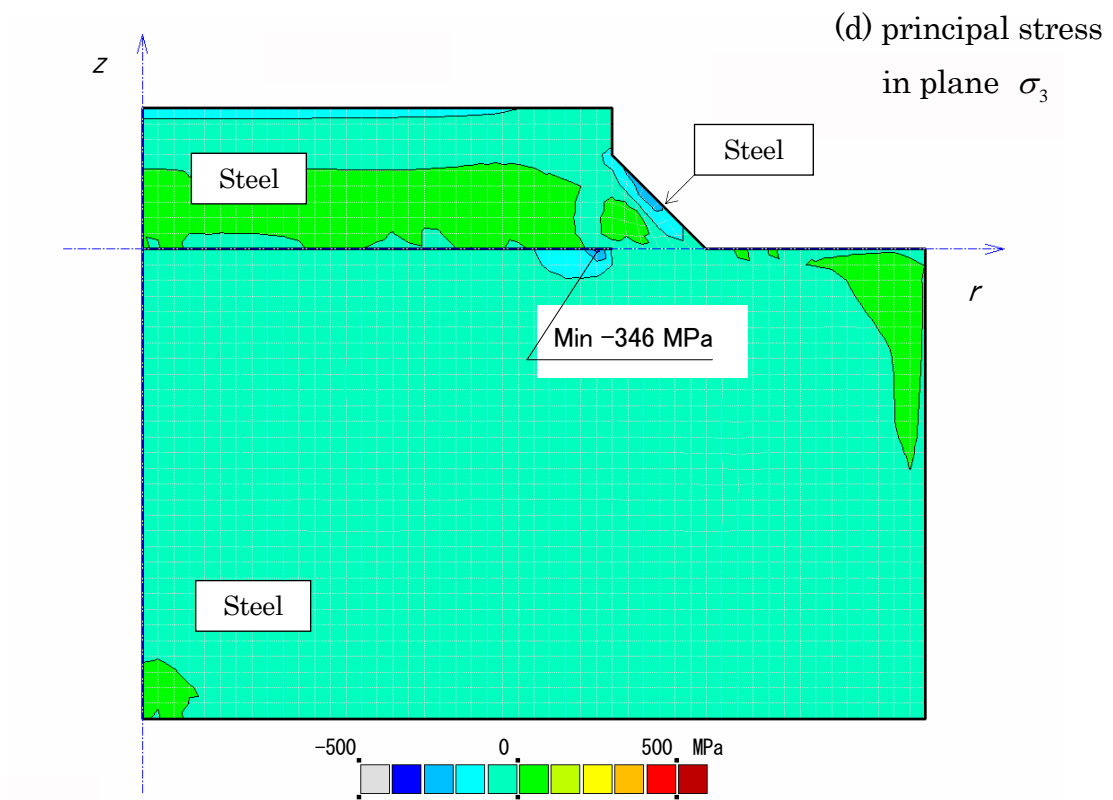 (d) principal stress
in plane σ₃
z
Steel
Steel
r
Min −346 MPa
Steel
−500 0 500 MPa